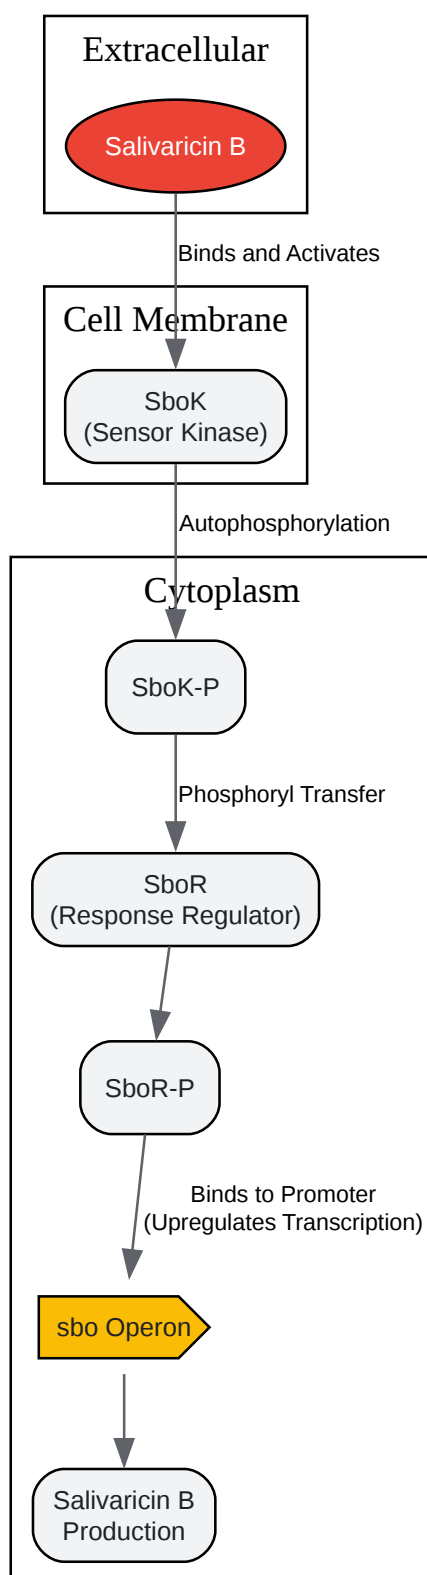 Extracellular
Salivaricin B
Binds and Activates
Cell Membrane
SboK
(Sensor Kinase)
Autophosphorylation
Cytoplasm
SboK-P
Phosphoryl Transfer
SboR
(Response Regulator)
SboR-P
Binds to Promoter
(Upregulates Transcription)
sbo Operon
Salivaricin B
Production